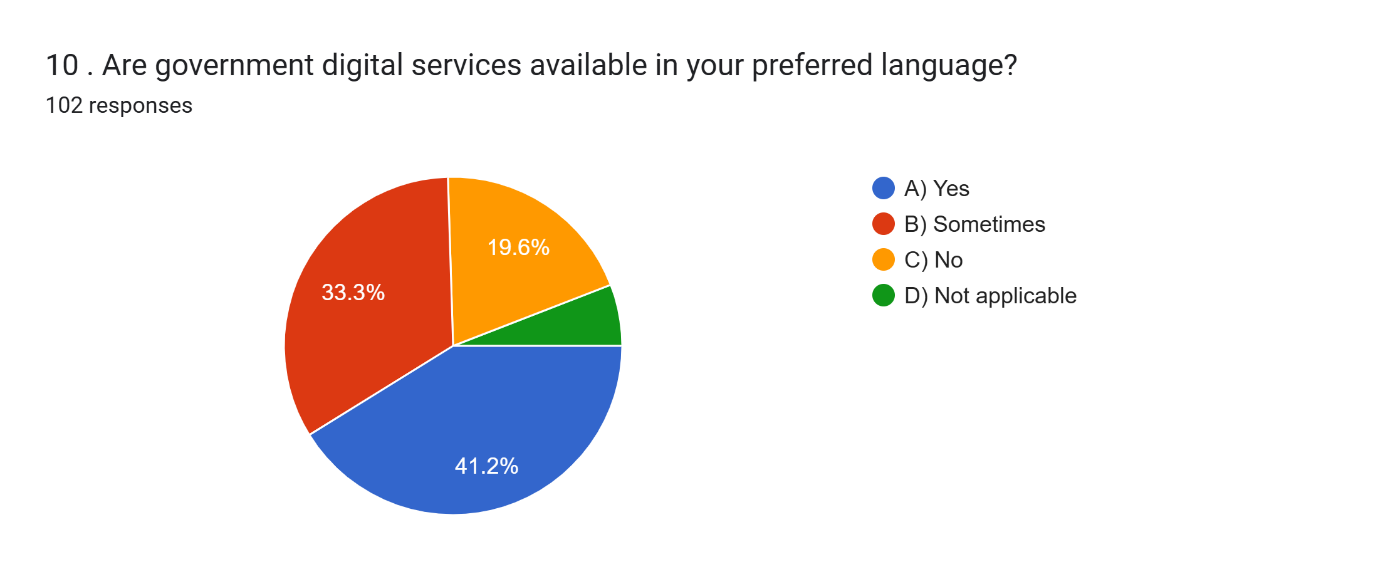 10 . Are government digital services available in your preferred language?
102 responses
A) Yes
B) Sometimes
C) No
D) Not applicable
19.6%
33.3%
41.2%